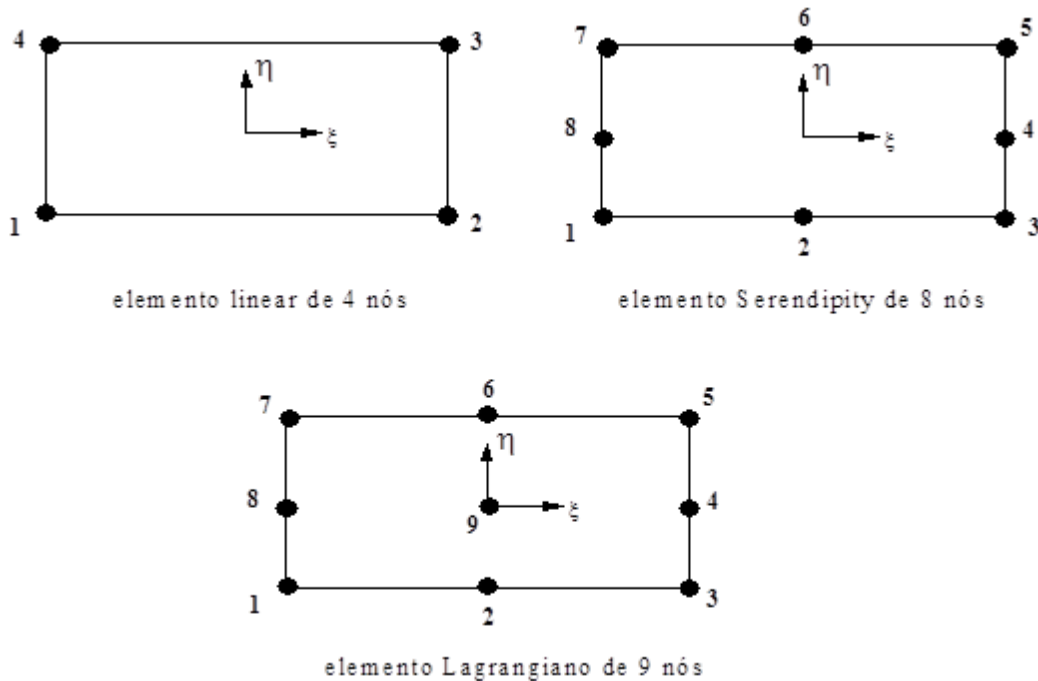 4 3 7 6 5
η η
ξ 8 ξ 4
1 2 1 2 3
elemento linear de 4 nós elemento Serendipity de 8 nós
7 6 5
η
8 9 ξ 4
1 2 3
elemento Lagrangiano de 9 nós